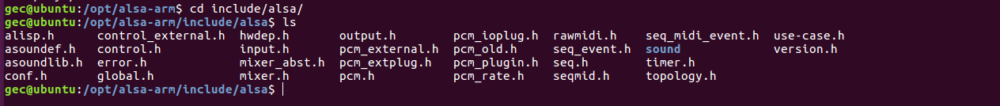 gec@ubuntu:/opt/alsa-arm$ cd include/alsa/
gec@ubuntu:/opt/alsa-arm/include/alsa$ ls
alisp.h control_external.h hwdep.h output.h pcm_ioplug.h rawmidi.h seq_midi_event.h use-case.h
asoundef.h control.h input.h pcm_external.h pcm_old.h seq_event.h sound version.h
asoundlib.h error.h mixer_abst.h pcm_extplug.h pcm_plugin.h seq.h timer.h
conf.h global.h mixer.h pcm.h pcm_rate.h seqmid.h topology.h
gec@ubuntu:/opt/alsa-arm/include/alsa$